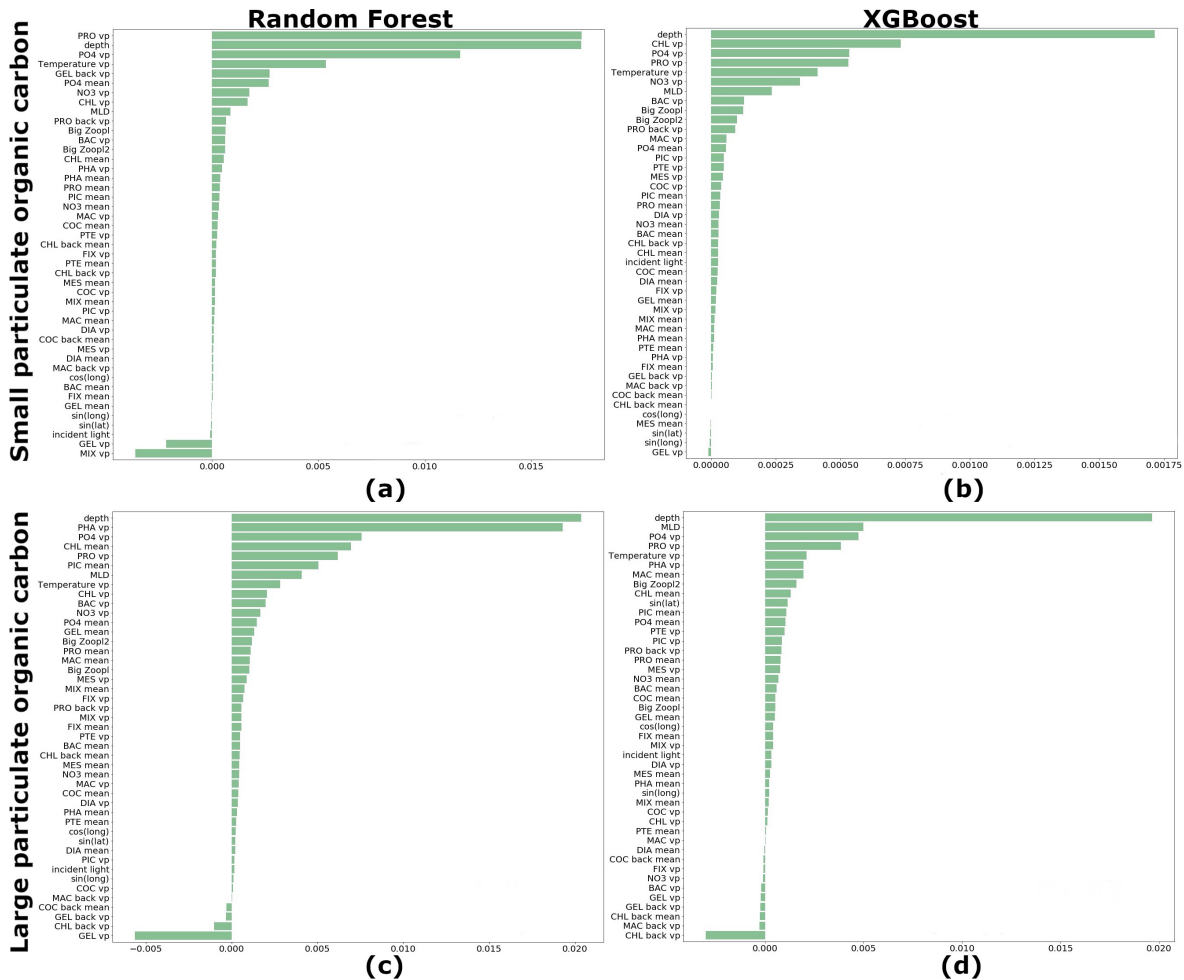 Random Forest
XGBoost
Small particulate organic carbon
PRO vp
depth
PO4 vp
Temperature vp
GEL back vp
PO4 mean
NO3 vp
CHL vp
MLD
PRO back vp
Big Zoopl
BAC vp
Big Zoopl2
CHL mean
PHA vp
PHA mean
PRO mean
PIC mean
NO3 mean
MAC vp
COC mean
PTE vp
CHL back mean
FIX vp
PTE mean
CHL back vp
MES mean
COC vp
MIX mean
PIC vp
MAC mean
DIA vp
COC back mean
MES vp
DIA mean
MAC back vp
cos(long)
BAC mean
FIX mean
GEL mean
sin(long)
sin(lat)
incident light
GEL vp
MIX vp
0.000 0.005 0.010 0.015
(a)
depth
CHL vp
PO4 vp
PRO vp
Temperature vp
NO3 vp
MLD
BAC vp
Big Zoopl
Big Zoopl2
PRO back vp
MAC vp
PO4 mean
PIC vp
PTE vp
MES vp
COC vp
PIC mean
PRO mean
DIA vp
NO3 mean
BAC mean
CHL back vp
CHL mean
incident light
COC mean
DIA mean
FIX vp
GEL mean
MIX vp
MIX mean
MAC mean
PHA mean
PTE mean
PHA vp
FIX mean
GEL back vp
MAC back vp
COC back mean
CHL back mean
cos(long)
MES mean
sin(lat)
sin(long)
GEL vp
0.00000 0.00025 0.00050 0.00075 0.00100 0.00125 0.00150 0.00175
(b)
Large particulate organic carbon
depth
PHA vp
PO4 vp
CHL mean
PRO vp
PIC mean
MLD
Temperature vp
CHL vp
BAC vp
NO3 vp
PO4 mean
GEL mean
Big Zoopl2
PRO mean
MAC mean
Big Zoopl
MES vp
MIX mean
FIX vp
PRO back vp
MIX vp
FIX mean
PTE vp
BAC mean
CHL back mean
MES mean
NO3 mean
MAC vp
COC mean
DIA vp
PHA mean
PTE mean
cos(long)
sin(lat)
DIA mean
PIC vp
incident light
sin(long)
COC vp
MAC back vp
COC back mean
GEL back vp
CHL back vp
GEL vp
−0.005 0.000 0.005 0.010 0.015 0.020
(c)
depth
MLD
PO4 vp
PRO vp
Temperature vp
PHA vp
MAC mean
Big Zoopl2
CHL mean
sin(lat)
PIC mean
PO4 mean
PTE vp
PIC vp
PRO back vp
PRO mean
MES vp
NO3 mean
BAC mean
COC mean
Big Zoopl
GEL mean
cos(long)
FIX mean
MIX vp
incident light
DIA vp
MES mean
PHA mean
sin(long)
MIX mean
COC vp
CHL vp
PTE mean
MAC vp
DIA mean
COC back mean
FIX vp
NO3 vp
BAC vp
GEL vp
GEL back vp
CHL back mean
MAC back vp
CHL back vp
0.000 0.005 0.010 0.015 0.020
(d)